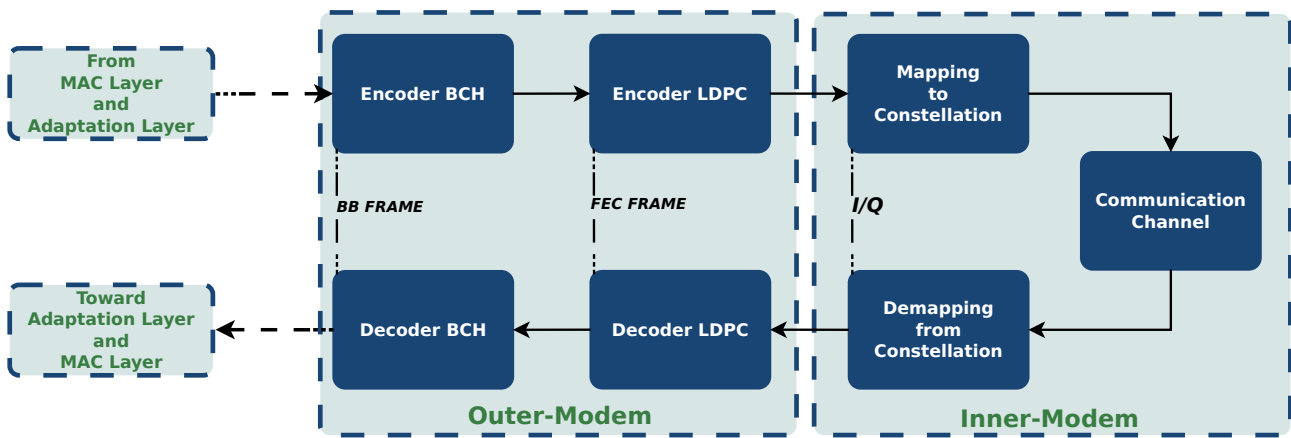 From
MAC Layer
and
Adaptation Layer
Encoder BCH
Encoder LDPC
Mapping
to
Constellation
Communication
Channel
BB FRAME
FEC FRAME
I/Q
Toward
Adaptation Layer
and
MAC Layer
Decoder BCH
Decoder LDPC
Demapping
from
Constellation
Outer-Modem
Inner-Modem